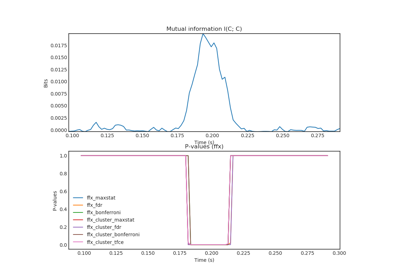 Mutual information I(C; C)
0.0175
0.0150
0.0125
0.0100
0.0075
0.0050
0.0025
0.0000
Bits
0.100 0.125 0.150 0.175 0.200 0.225 0.250 0.275
Time (s)
P-values (ffx)
1.0
0.8
0.6
0.4
0.2
0.0
P-values
ffx_maxstat
ffx_fdr
ffx_bonferroni
ffx_cluster_maxstat
ffx_cluster_fdr
ffx_cluster_bonferroni
ffx_cluster_tfce
0.100 0.125 0.150 0.175 0.200 0.225 0.250 0.275 0.300
Time (s)